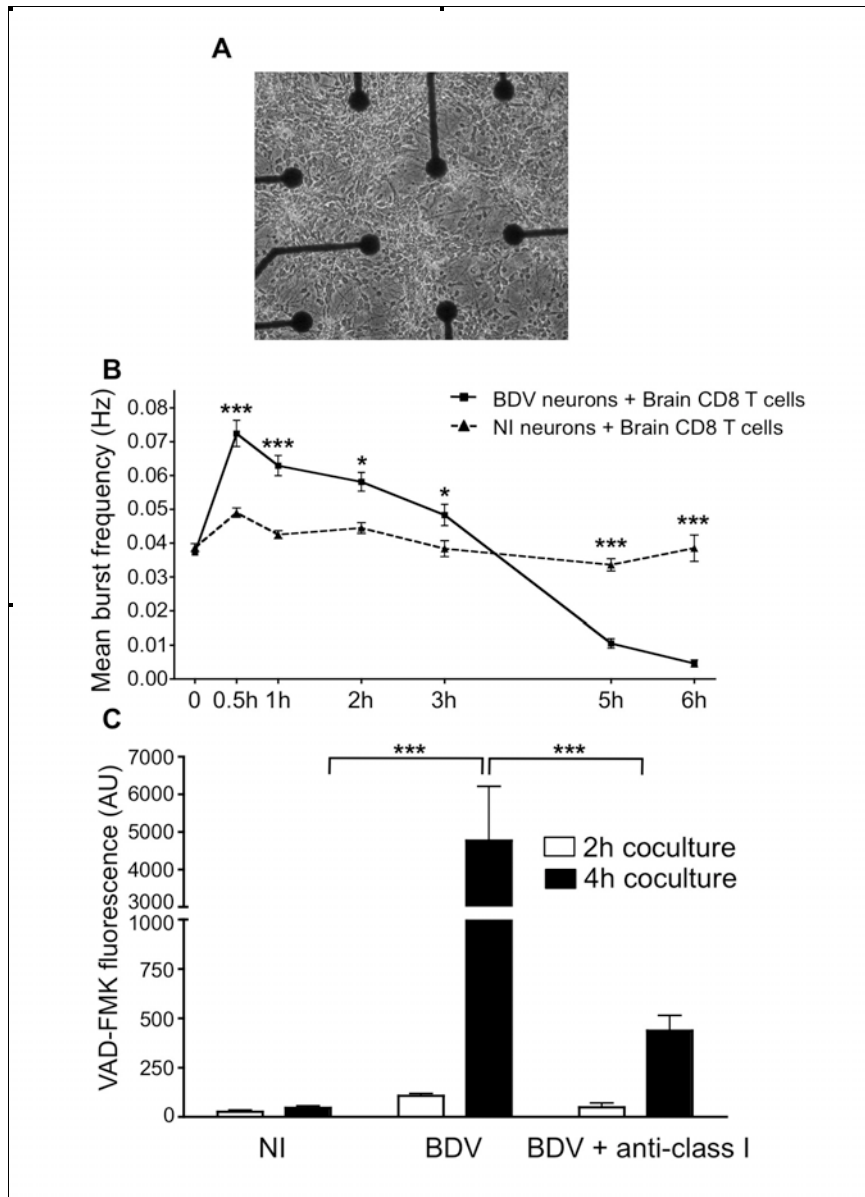 A
B
Mean burst frequency (Hz)
0.08
0.07
0.06
0.05
0.04
0.03
0.02
0.01
0.00
*** *** * * *** ***
BDV neurons + Brain CD8 T cells
NI neurons + Brain CD8 T cells
0 0.5h 1h 2h 3h 5h 6h
C
VAD-FMK fluorescence (AU)
7000
6000
5000
4000
3000
1000
750
500
250
0
*** ***
2h coculture
4h coculture
NI BDV BDV + anti-class I